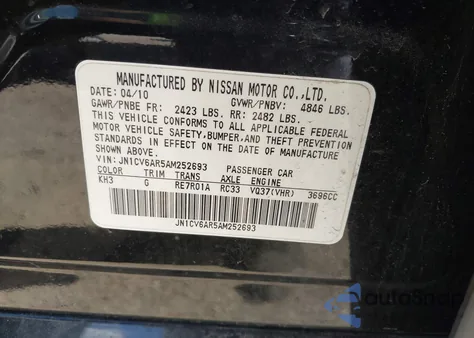 MANUFACTURED BY NISSAN MOTOR CO.,LTD.
DATE: 04/10 GVWR/PNBV: 4846 LBS.
GAWR/PNBE FR: 2423 LBS. RR: 2482 LBS.
THIS VEHICLE CONFORMS TO ALL APPLICABLE FEDERAL
MOTOR VEHICLE SAFETY,BUMPER,AND THEFT PREVENTION
STANDARDS IN EFFECT ON THE DATE OF MANUFACTURE
SHOWN ABOVE.
VIN: JN1CV6AR5AM252693 PASSENGER CAR
COLOR TRIM TRANS AXLE ENGINE
KH3 G RE7R01A RC33 VQ37(VHR) 3696CC
JN1CV6AR5AM252693
autoSnap